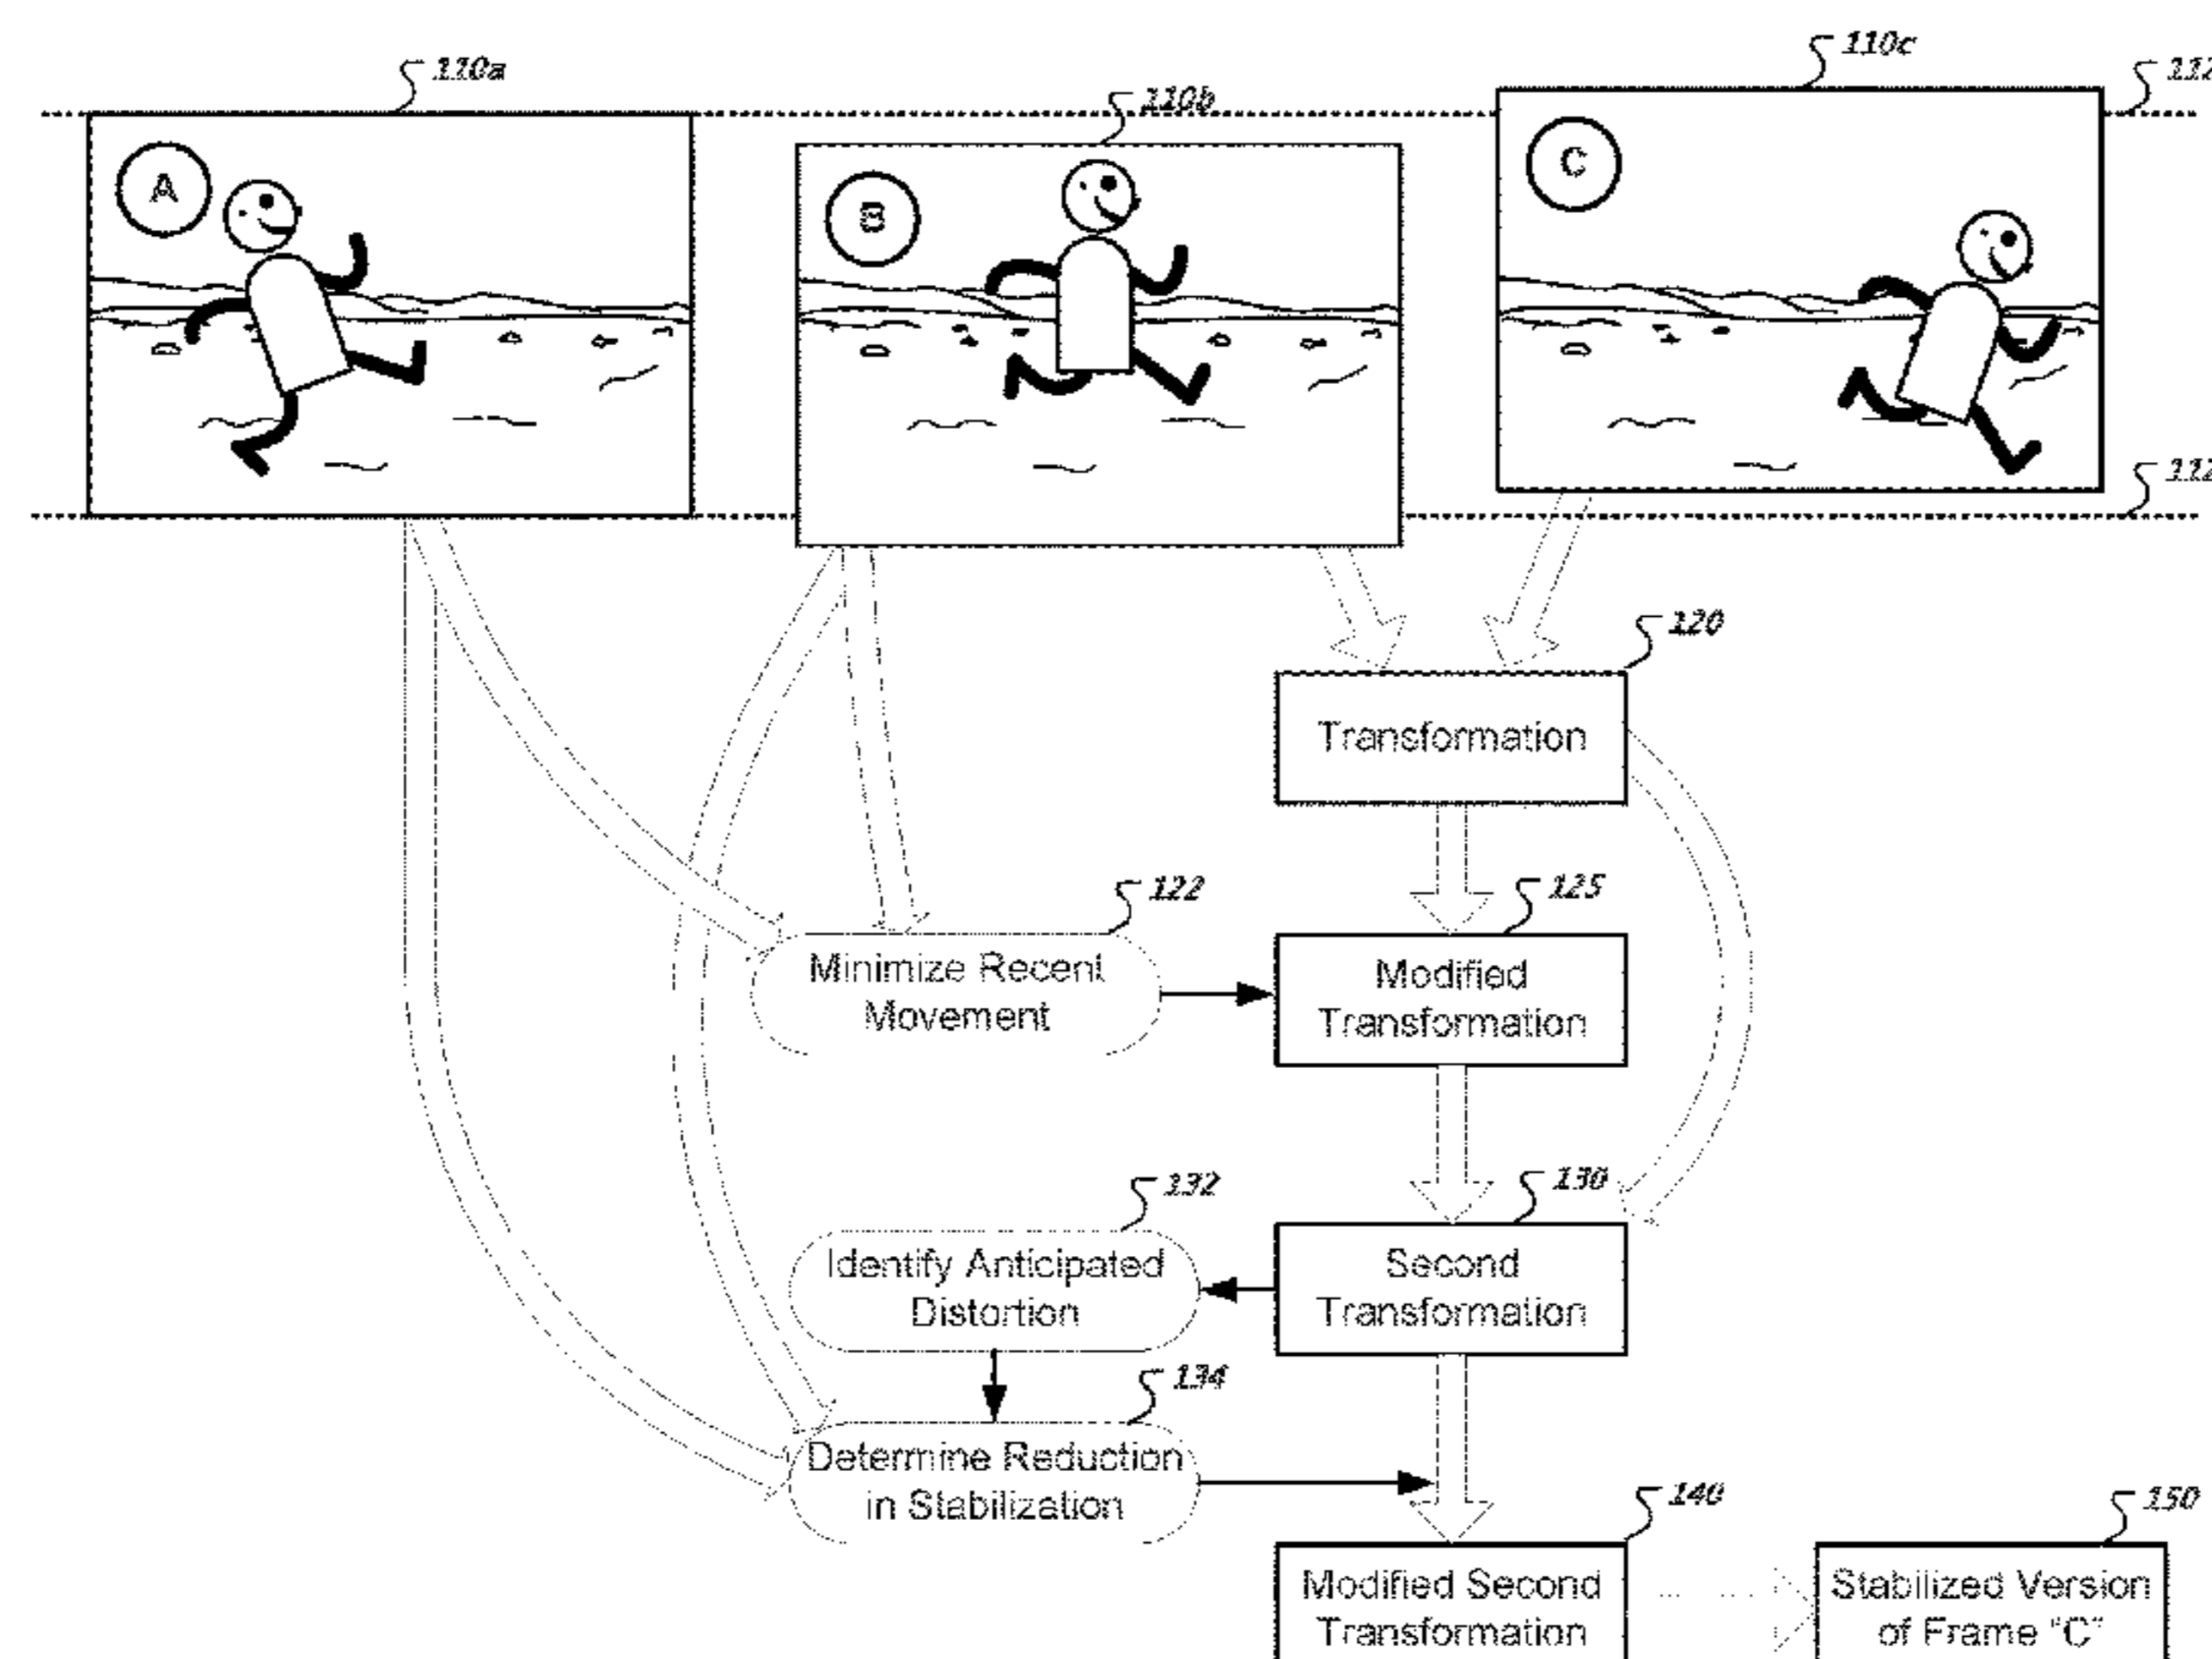 110a
110b
110c
A
B
C
120
Transformation
122
125
Minimize Recent
Movement
Modified
Transformation
132
130
Identify Anticipated
Distortion
Second
Transformation
134
Determine Reduction
in Stabilization
140
150
Modified Second
Transformation
Stabilized Version
of Frame "C"